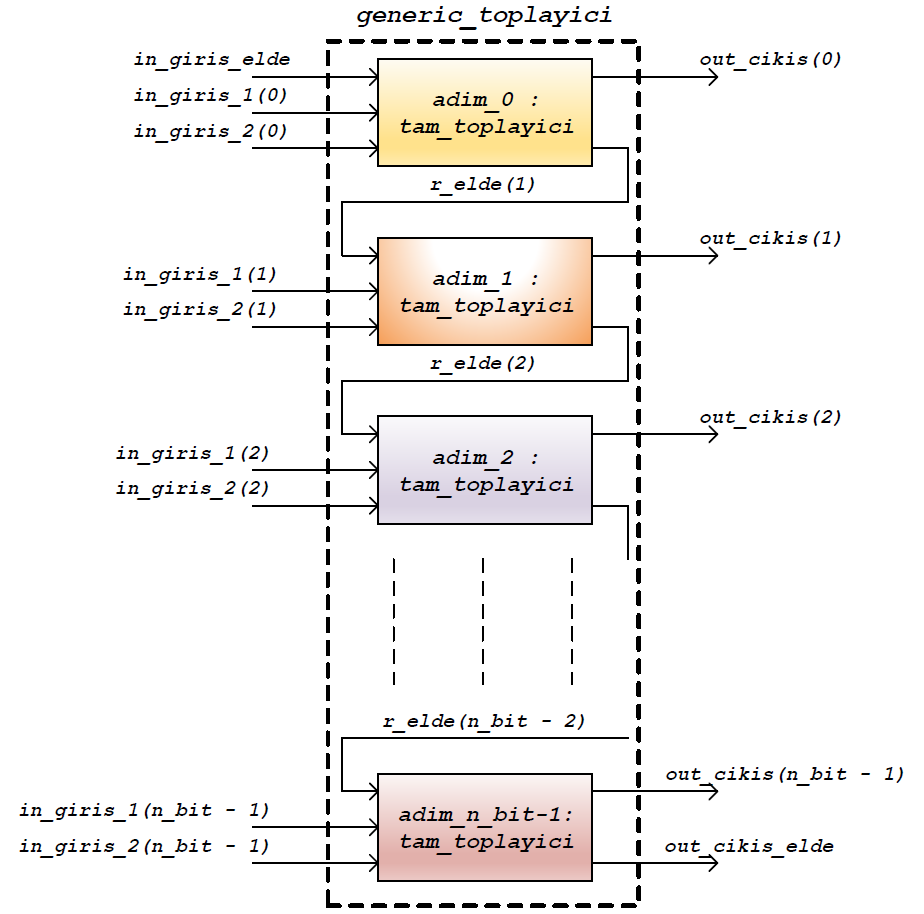 generic_toplayici
in_giris_elde
in_giris_1(0)
in_giris_2(0)
adim_0 :
tam_toplayici
out_cikis(0)
r_elde(1)
in_giris_1(1)
in_giris_2(1)
adim_1 :
tam_toplayici
out_cikis(1)
r_elde(2)
in_giris_1(2)
in_giris_2(2)
adim_2 :
tam_toplayici
out_cikis(2)
r_elde(n_bit - 2)
in_giris_1(n_bit - 1)
in_giris_2(n_bit - 1)
adim_n_bit-1:
tam_toplayici
out_cikis(n_bit - 1)
out_cikis_elde